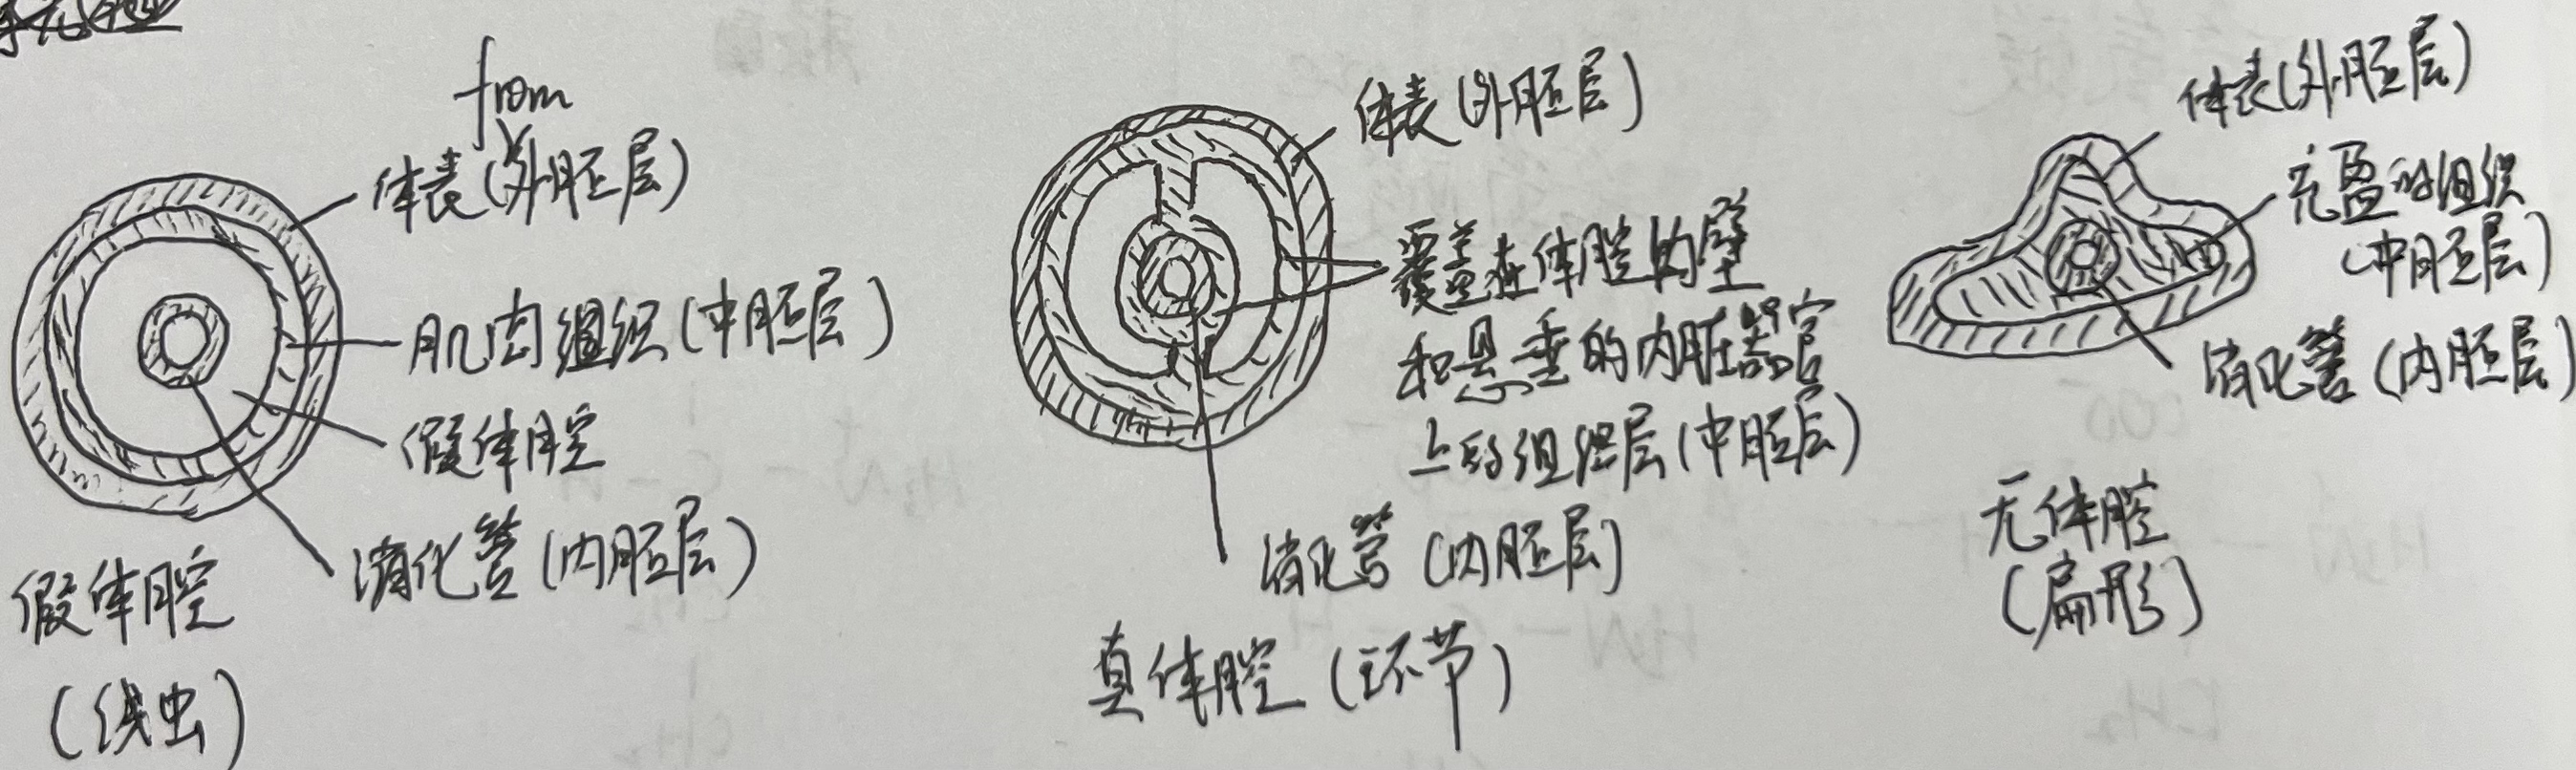 from
体表(外胚层)
肌肉组织(中胚层)
假体腔
消化管(内胚层)
假体腔
(线虫)
体表(外胚层)
覆盖在体腔内壁
和悬垂的内脏器官
上的组织层(中胚层)
消化管(内胚层)
真体腔(环节)
体表(外胚层)
充盈的组织
(中胚层)
消化管(内胚层)
无体腔
(扁形)